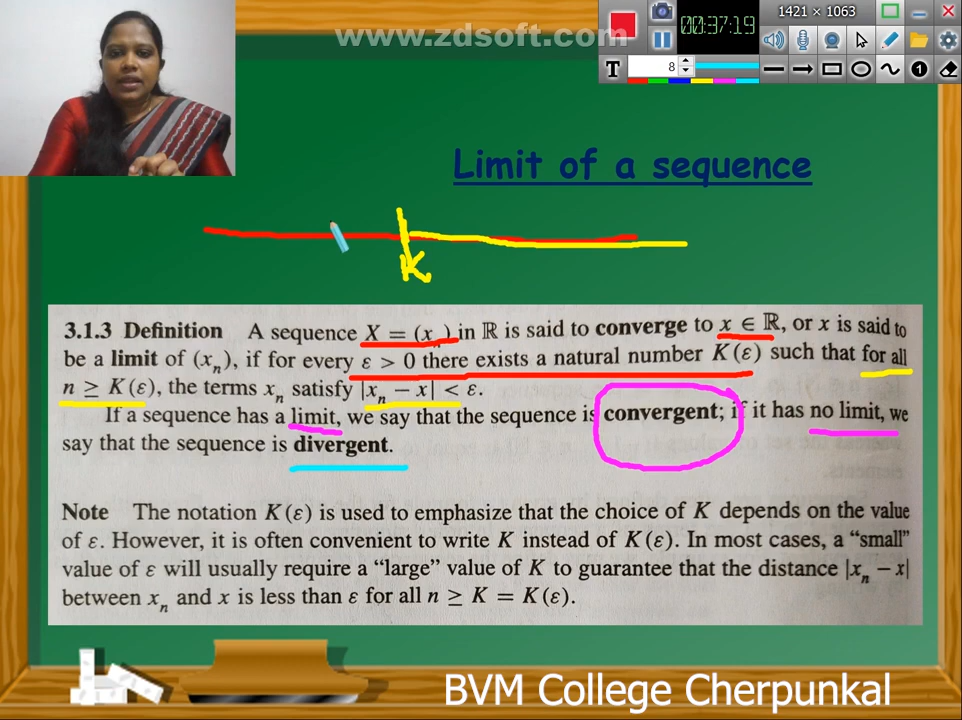 www.zdsoft.com
00:37:19
1421 × 1063
T
8
1
Limit of a sequence
K
3.1.3 Definition A sequence X = (xₙ) in ℝ is said to converge to x ∈ ℝ, or x is said to
be a limit of (xₙ), if for every ε > 0 there exists a natural number K(ε) such that for all
n ≥ K(ε), the terms xₙ satisfy |xₙ − x| < ε.
If a sequence has a limit, we say that the sequence is convergent; if it has no limit, we
say that the sequence is divergent.
Note The notation K(ε) is used to emphasize that the choice of K depends on the value
of ε. However, it is often convenient to write K instead of K(ε). In most cases, a “small”
value of ε will usually require a “large” value of K to guarantee that the distance |xₙ − x|
between xₙ and x is less than ε for all n ≥ K = K(ε).
BVM College Cherpunkal